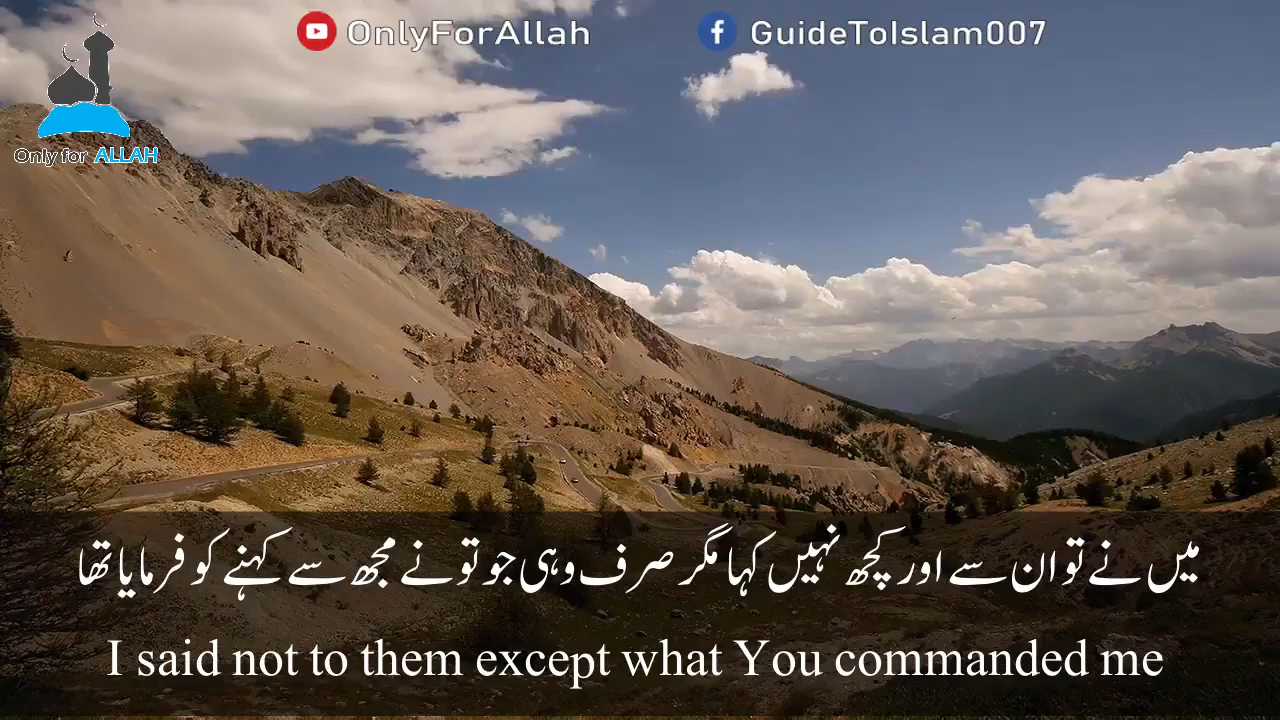 OnlyForAllah
GuideToIslam007
Only for ALLAH
میں نے تو ان سے اور کچھ نہیں کہا مگر صرف وہی جو تو نے مجھ سے کہنے کو فرمایا تھا
I said not to them except what You commanded me